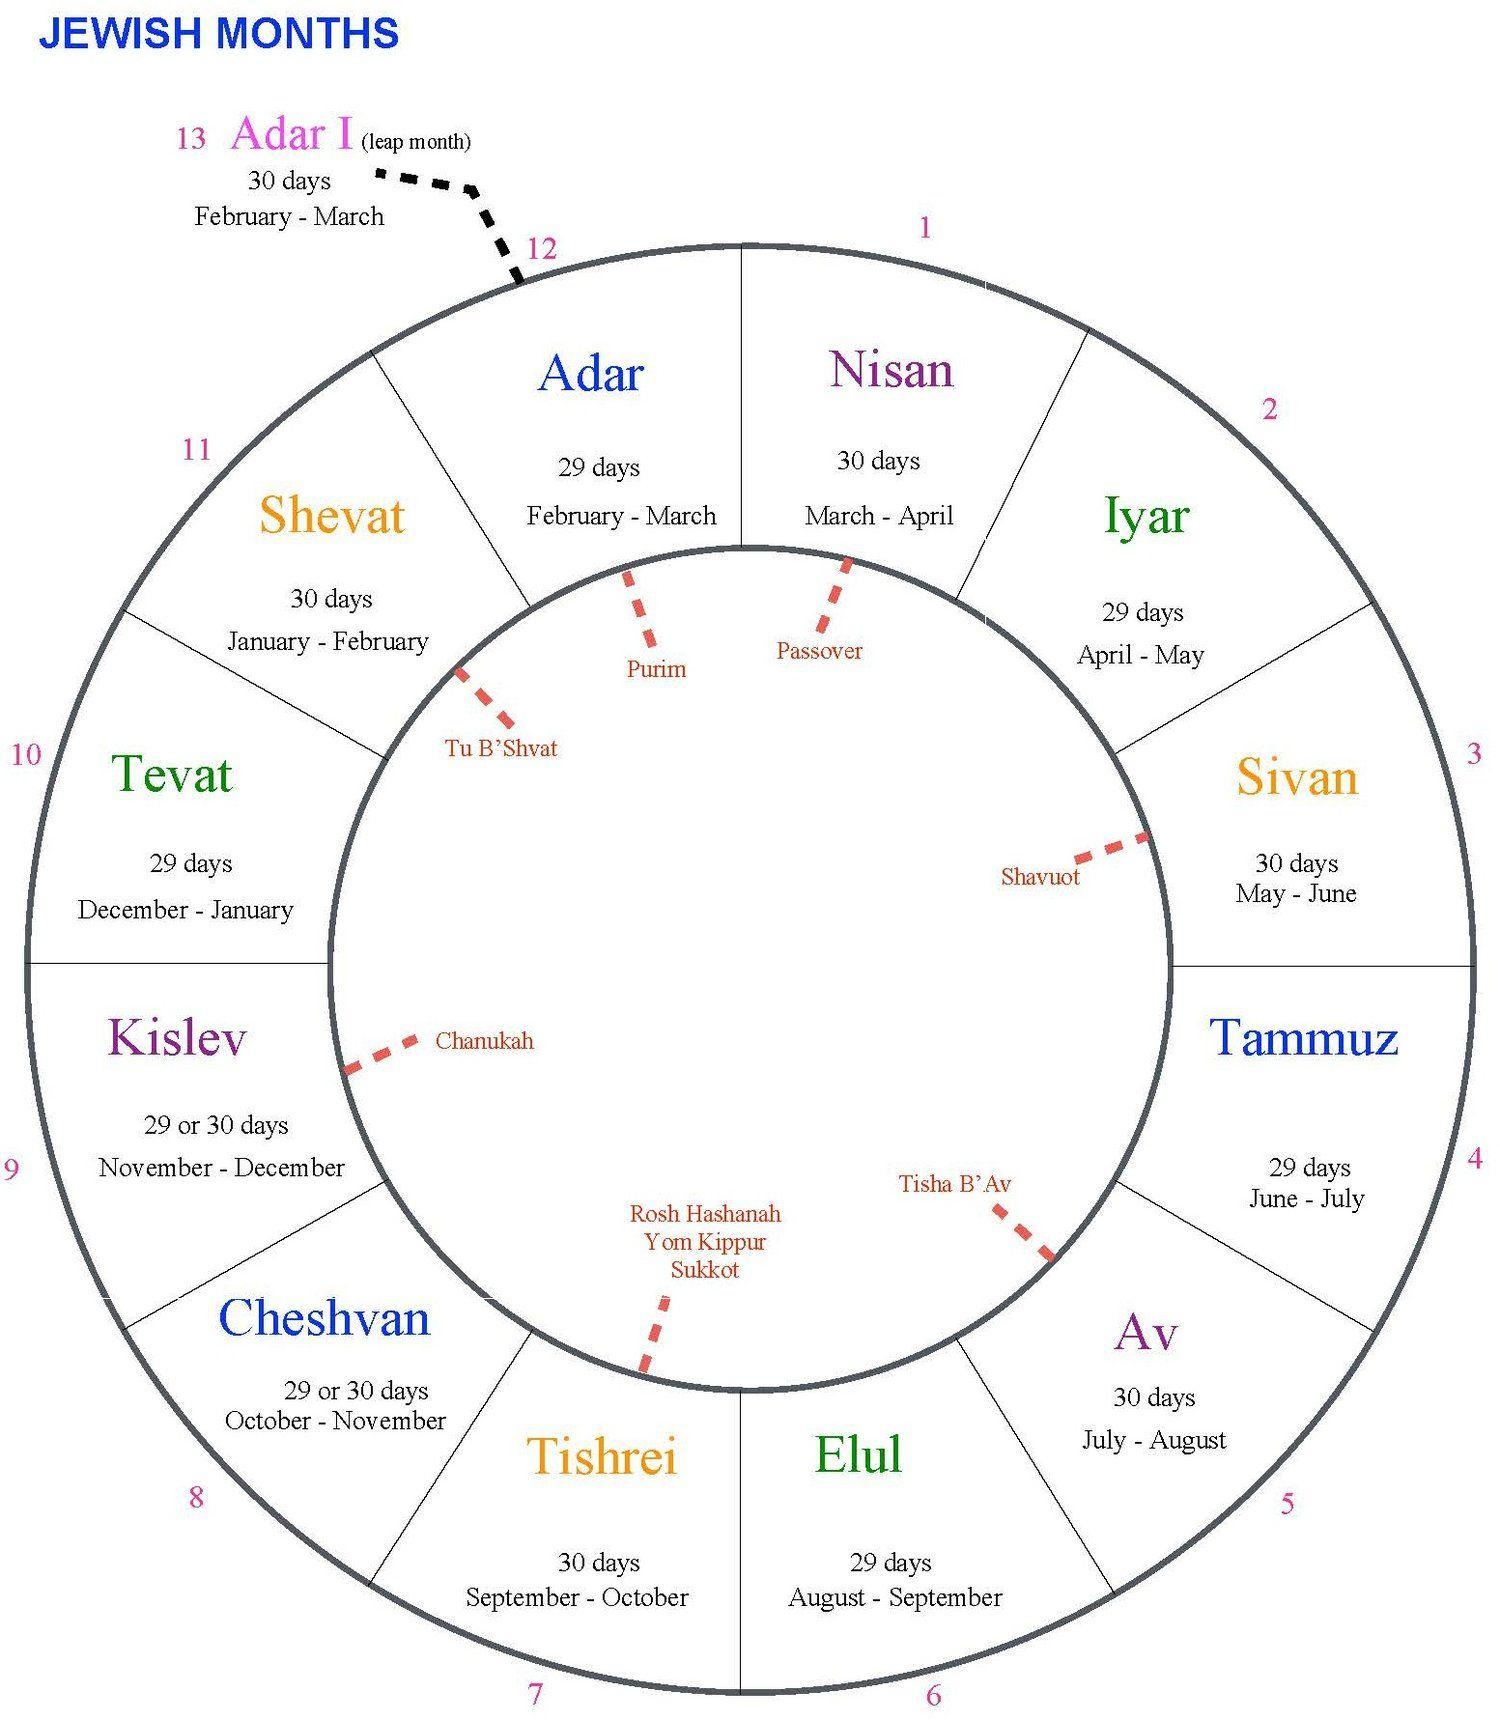 JEWISH MONTHS
13 Adar I (leap month)
30 days
February - March
12
Adar
29 days
February - March
1
Nisan
30 days
March - April
2
Iyar
29 days
April - May
3
Sivan
30 days
May - June
4
Tammuz
29 days
June - July
5
Av
30 days
July - August
6
Elul
29 days
August - September
7
Tishrei
30 days
September - October
8
Cheshvan
29 or 30 days
October - November
9
Kislev
29 or 30 days
November - December
10
Tevat
29 days
December - January
11
Shevat
30 days
January - February
Purim
Passover
Tu B’Shvat
Shavuot
Chanukah
Tisha B’Av
Rosh Hashanah
Yom Kippur
Sukkot